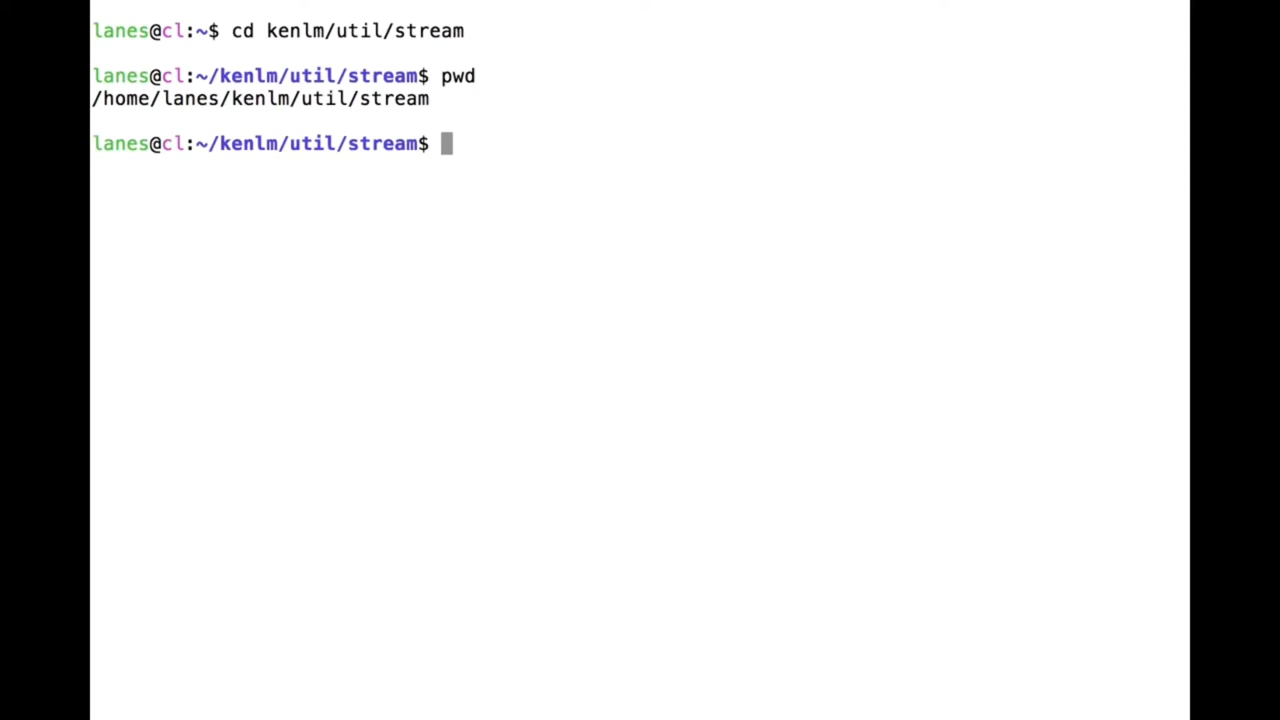 lanes@cl:~$ cd kenlm/util/stream
lanes@cl:~/kenlm/util/stream$ pwd
/home/lanes/kenlm/util/stream
lanes@cl:~/kenlm/util/stream$